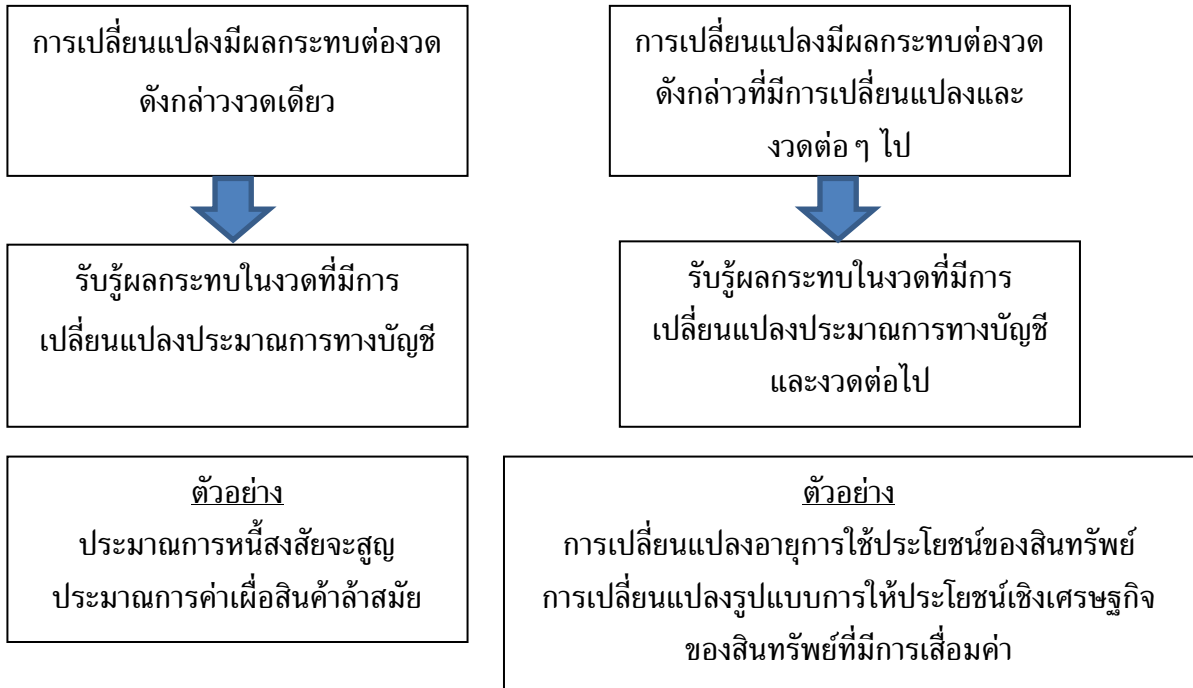 การเปลี่ยนแปลงมีผลกระทบต่องวด
ดังกล่าวงวดเดียว
รับรู้ผลกระทบในงวดที่มีการ
เปลี่ยนแปลงประมาณการทางบัญชี
ตัวอย่าง
ประมาณการหนี้สงสัยจะสูญ
ประมาณการค่าเผื่อสินค้าล้าสมัย
การเปลี่ยนแปลงมีผลกระทบต่องวด
ดังกล่าวที่มีการเปลี่ยนแปลงและ
งวดต่อ ๆ ไป
รับรู้ผลกระทบในงวดที่มีการ
เปลี่ยนแปลงประมาณการทางบัญชี
และงวดต่อไป
ตัวอย่าง
การเปลี่ยนแปลงอายุการใช้ประโยชน์ของสินทรัพย์
การเปลี่ยนแปลงรูปแบบการให้ประโยชน์เชิงเศรษฐกิจ
ของสินทรัพย์ที่มีการเสื่อมค่า